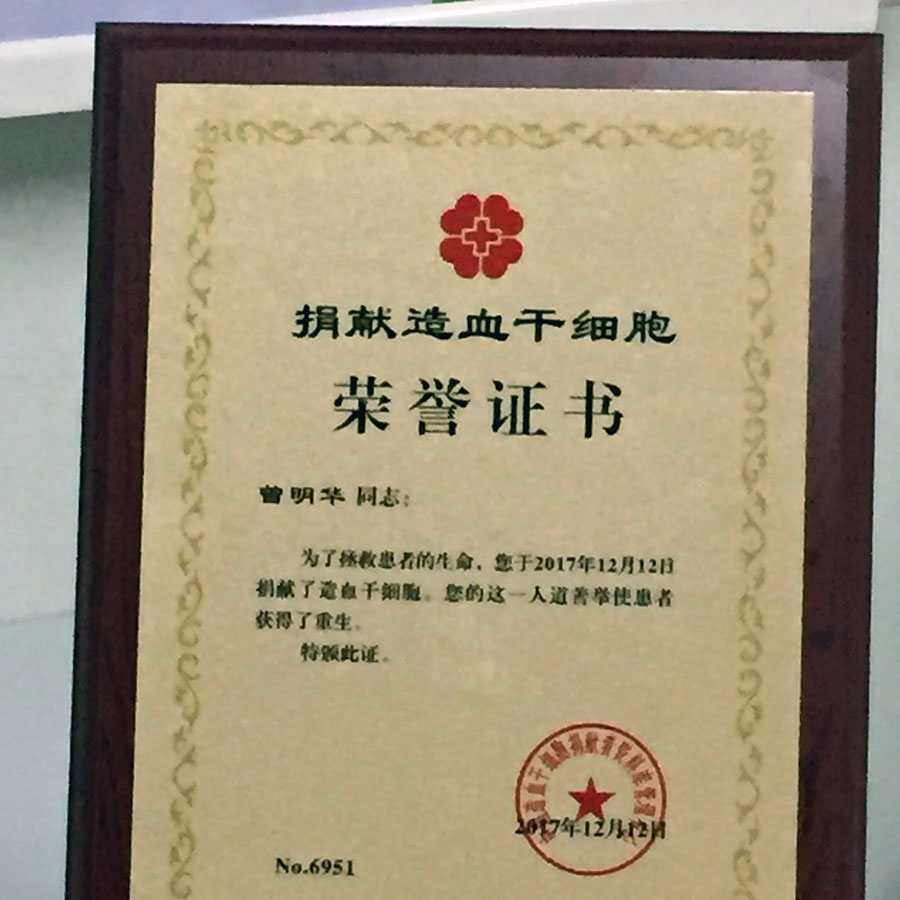 捐献造血干细胞
荣誉证书
曾明华 同志：
为了拯救患者的生命，您于2017年12月12日
捐献了造血干细胞。您的这一人道善举使患者
获得了重生。
特颁此证。
2017年12月12日
No.6951